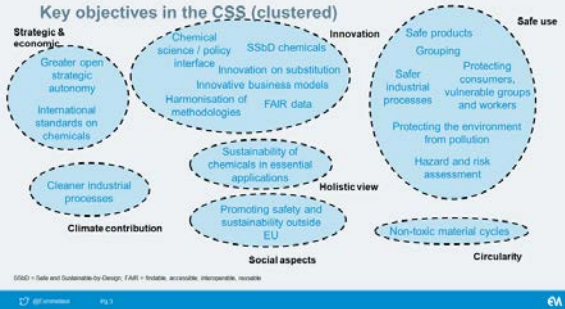 Key objectives in the CSS (clustered)
Strategic &
economic
Greater open
strategic
autonomy
International
standards on
chemicals
Chemical
science / policy
interface
SSbD chemicals
Innovation on substitution
Innovative business models
Harmonisation of
methodologies
FAIR data
Innovation
Safe use
Safe products
Grouping
Safer
industrial
processes
Protecting
consumers,
vulnerable groups
and workers
Protecting the environment
from pollution
Hazard and risk
assessment
Sustainability of
chemicals in essential
applications
Holistic view
Cleaner industrial
processes
Climate contribution
Promoting safety and
sustainability outside
EU
Social aspects
Non-toxic material cycles
Circularity
SSbD = Safe and Sustainable-by-Design; FAIR = findable, accessible, interoperable, reusable
@Eurometaux